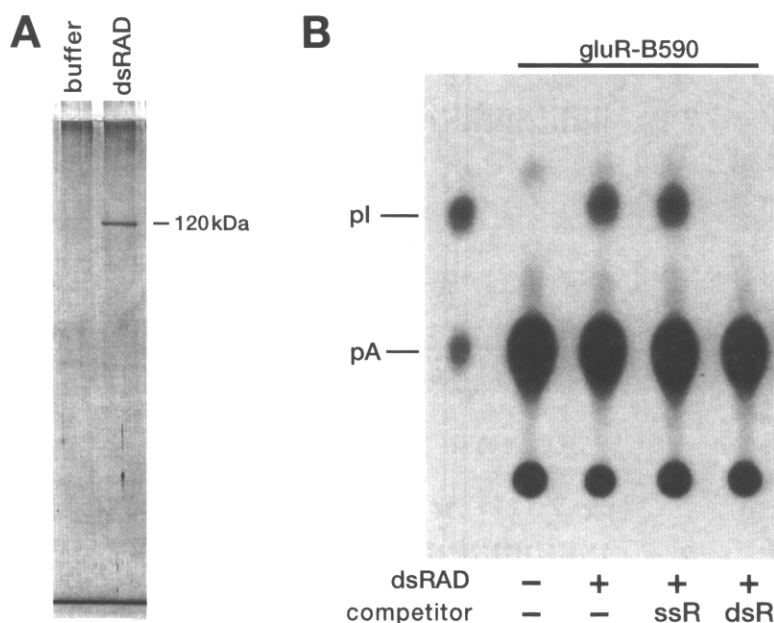 A
buffer
dsRAD
120kDa
B
gluR-B590
pI
pA
dsRAD − + + +
competitor − − ssR dsR